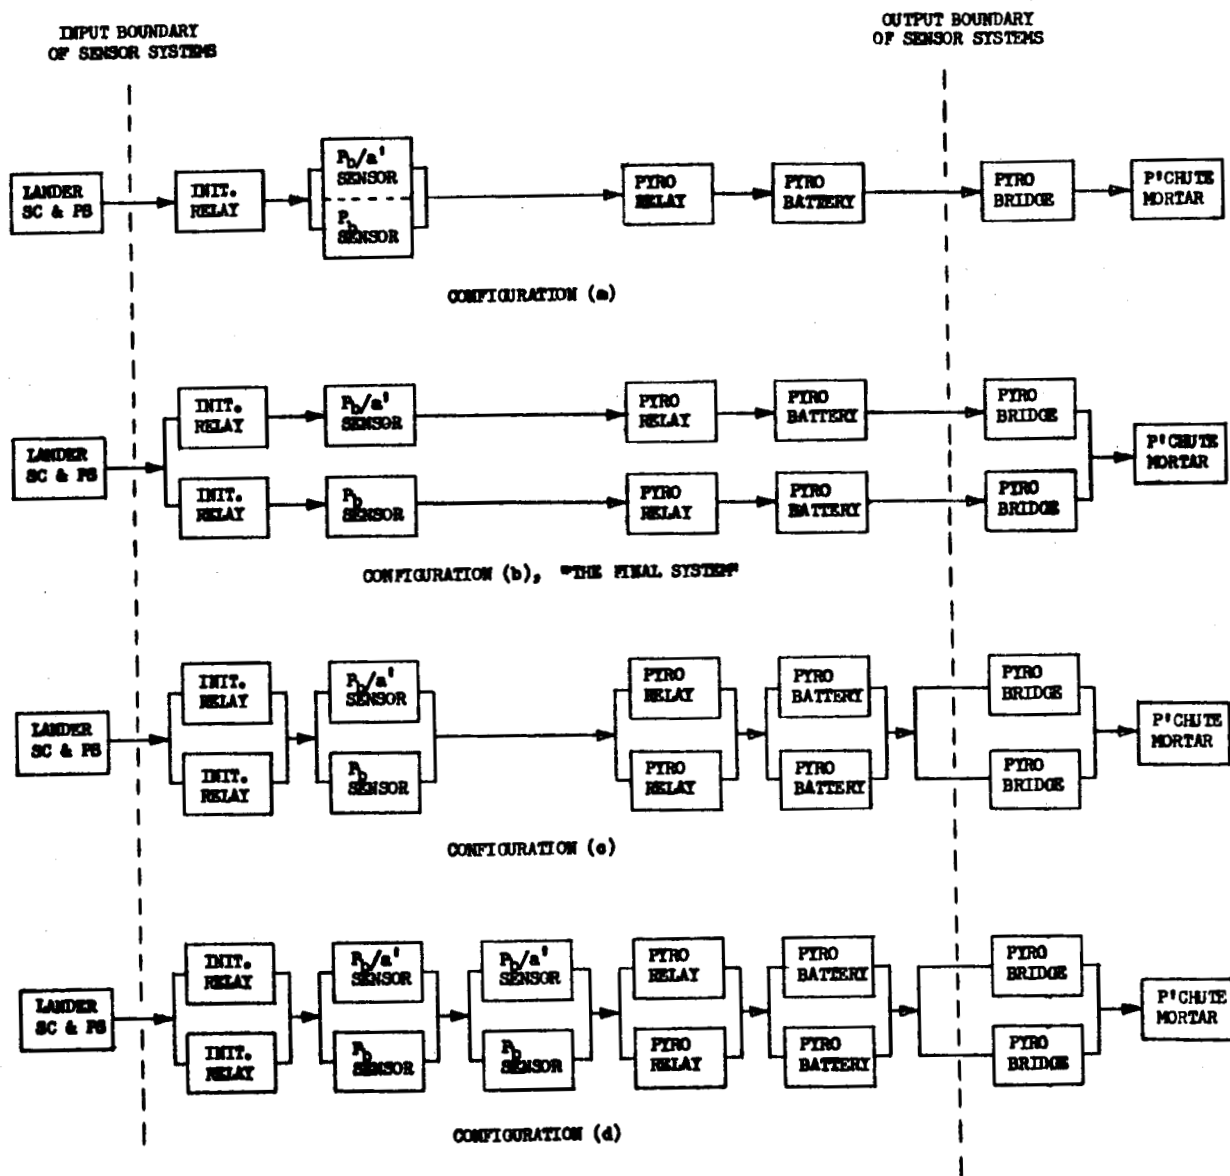 INPUT BOUNDARY
OF SENSOR SYSTEMS
OUTPUT BOUNDARY
OF SENSOR SYSTEMS
LANDER
SC & PS
INIT.
RELAY
Pb/a'
SENSOR
Pb
SENSOR
PYRO
RELAY
PYRO
BATTERY
PYRO
BRIDGE
P'CHUTE
MORTAR
CONFIGURATION (a)
INIT.
RELAY
Pb/a'
SENSOR
PYRO
RELAY
PYRO
BATTERY
PYRO
BRIDGE
LANDER
SC & PS
P'CHUTE
MORTAR
INIT.
RELAY
Pb
SENSOR
PYRO
RELAY
PYRO
BATTERY
PYRO
BRIDGE
CONFIGURATION (b), "THE FINAL SYSTEM"
INIT.
RELAY
Pb/a'
SENSOR
PYRO
RELAY
PYRO
BATTERY
PYRO
BRIDGE
LANDER
SC & PS
P'CHUTE
MORTAR
INIT.
RELAY
Pb
SENSOR
PYRO
RELAY
PYRO
BATTERY
PYRO
BRIDGE
CONFIGURATION (c)
INIT.
RELAY
Pb/a'
SENSOR
Pb/a'
SENSOR
PYRO
RELAY
PYRO
BATTERY
PYRO
BRIDGE
LANDER
SC & PS
P'CHUTE
MORTAR
INIT.
RELAY
Pb
SENSOR
Pb
SENSOR
PYRO
RELAY
PYRO
BATTERY
PYRO
BRIDGE
CONFIGURATION (d)